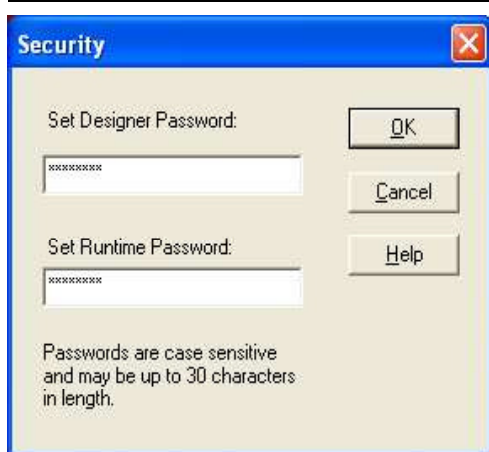 Security
Set Designer Password:
OK
********
Cancel
Set Runtime Password:
Help
********
Passwords are case sensitive
and may be up to 30 characters
in length.